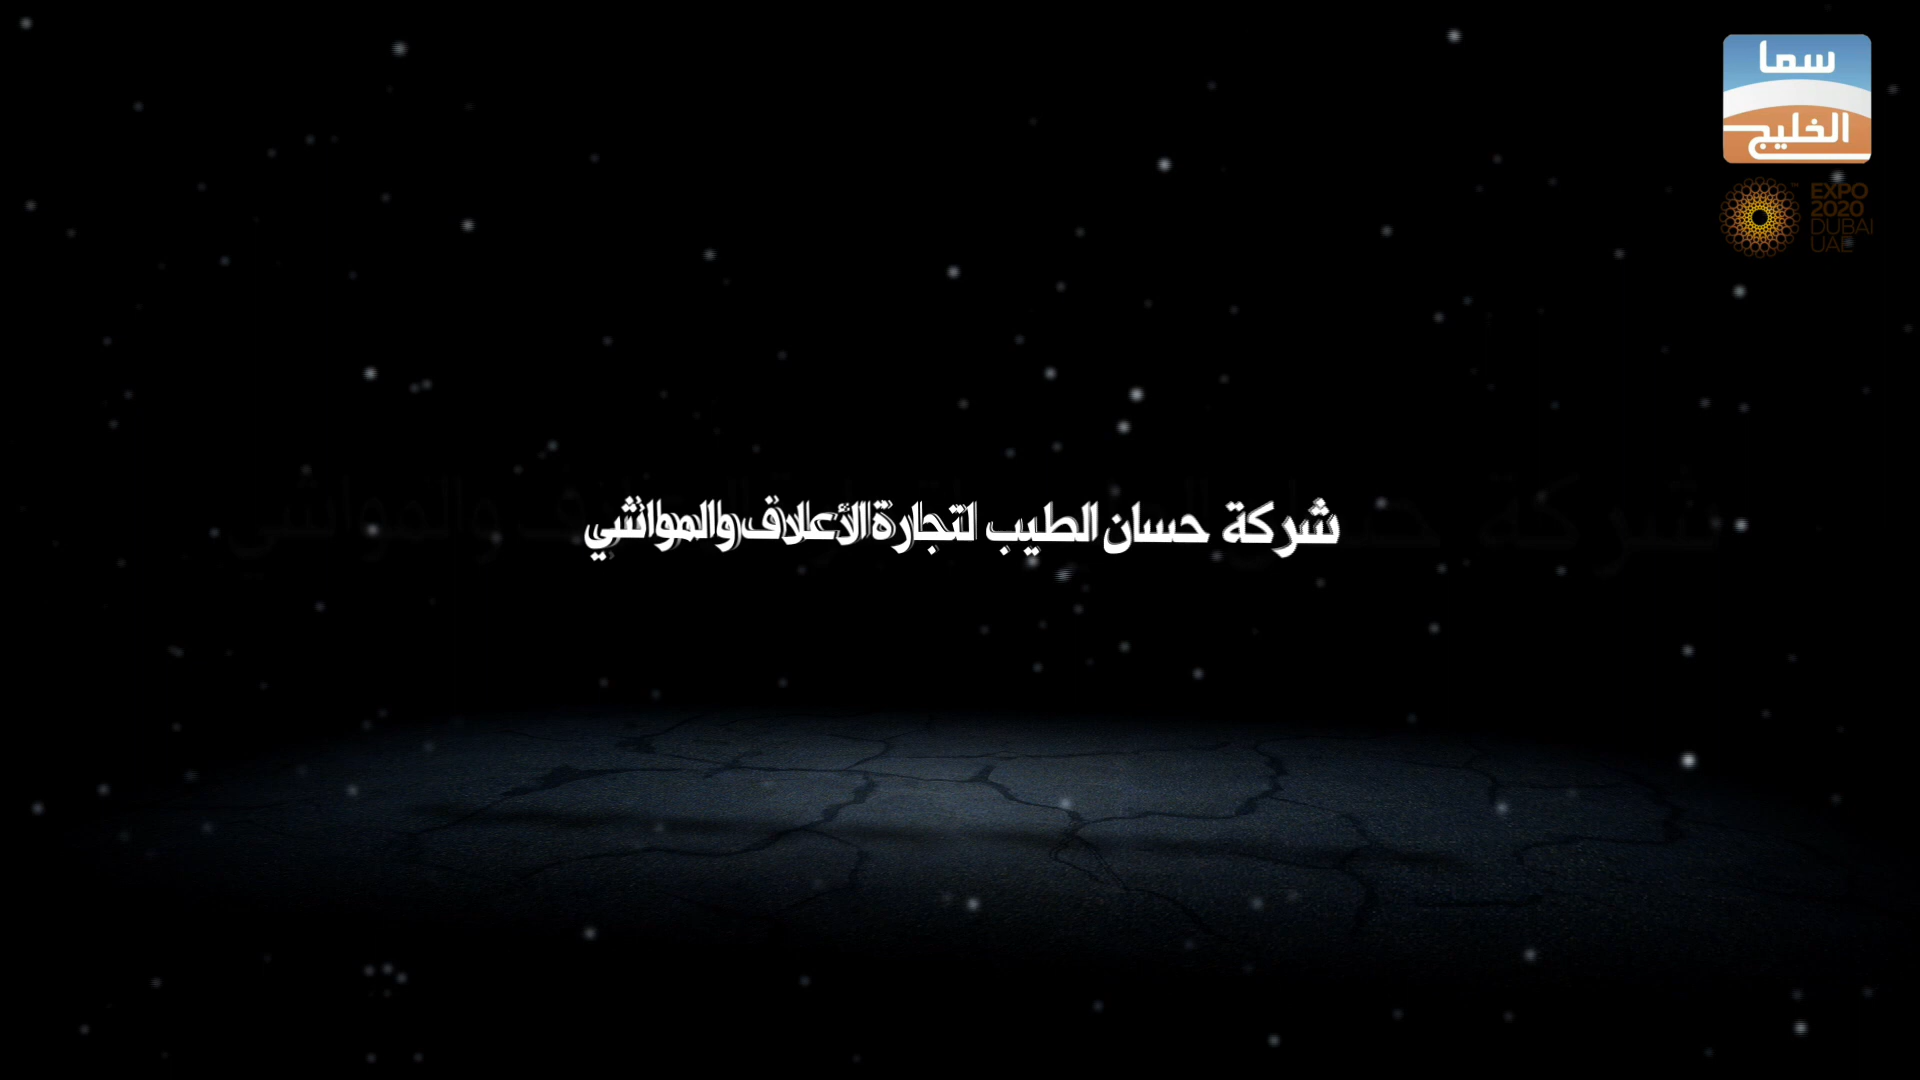 سما
الخليج
EXPO
2020
DUBAI
UAE
شركة حسان الطيب لتجارة الأعلاف والمواشي